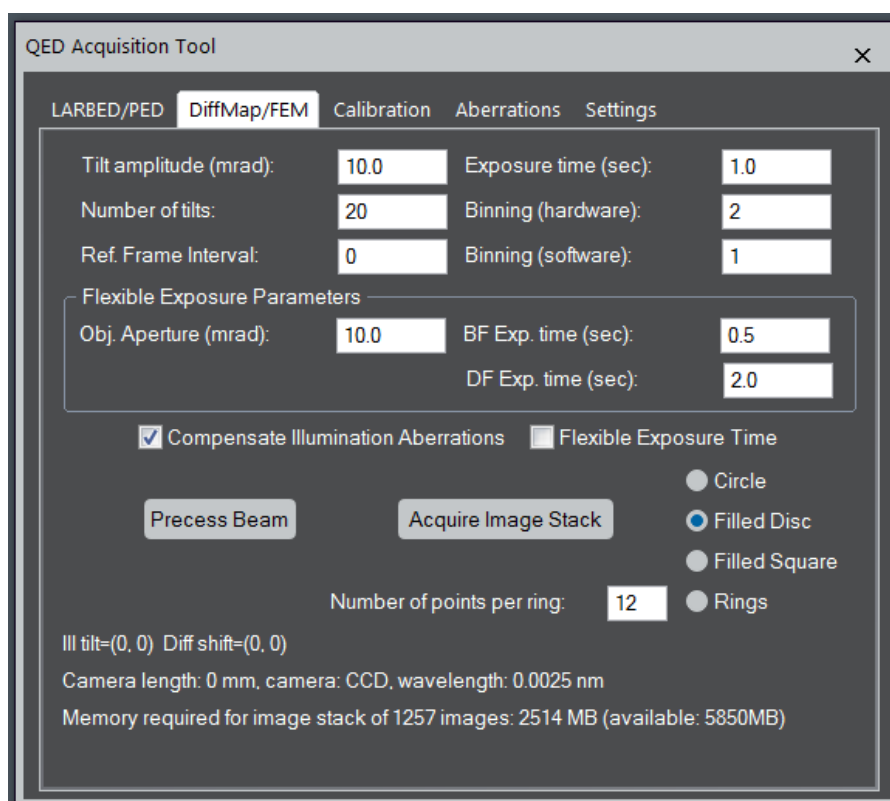 QED Acquisition Tool
LARBED/PED DiffMap/FEM Calibration Aberrations Settings
Tilt amplitude (mrad): 10.0 Exposure time (sec): 1.0
Number of tilts: 20 Binning (hardware): 2
Ref. Frame Interval: 0 Binning (software): 1
Flexible Exposure Parameters
Obj. Aperture (mrad): 10.0 BF Exp. time (sec): 0.5
DF Exp. time (sec): 2.0
Compensate Illumination Aberrations Flexible Exposure Time
Circle
Precess Beam Acquire Image Stack Filled Disc
Filled Square
Number of points per ring: 12 Rings
Ill tilt=(0, 0) Diff shift=(0, 0)
Camera length: 0 mm, camera: CCD, wavelength: 0.0025 nm
Memory required for image stack of 1257 images: 2514 MB (available: 5850MB)